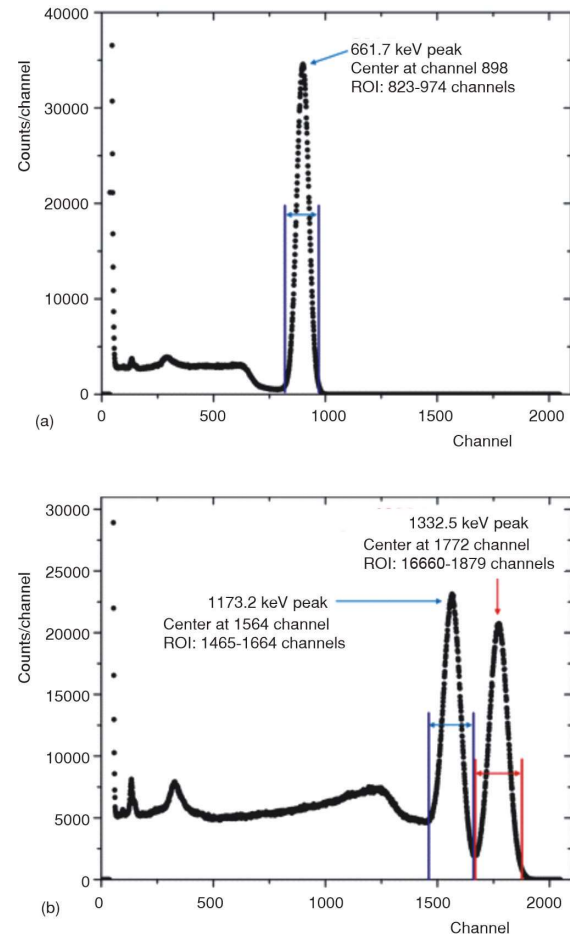 40000
661.7 keV peak
Center at channel 898
ROI: 823-974 channels
30000
Counts/channel
20000
10000
0
0 500 1000 1500 2000
(a)
Channel
30000
1332.5 keV peak
Center at 1772 channel
ROI: 16660-1879 channels
25000
1173.2 keV peak
Center at 1564 channel
ROI: 1465-1664 channels
20000
Counts/channel
15000
10000
5000
0
0 500 1000 1500 2000
(b)
Channel